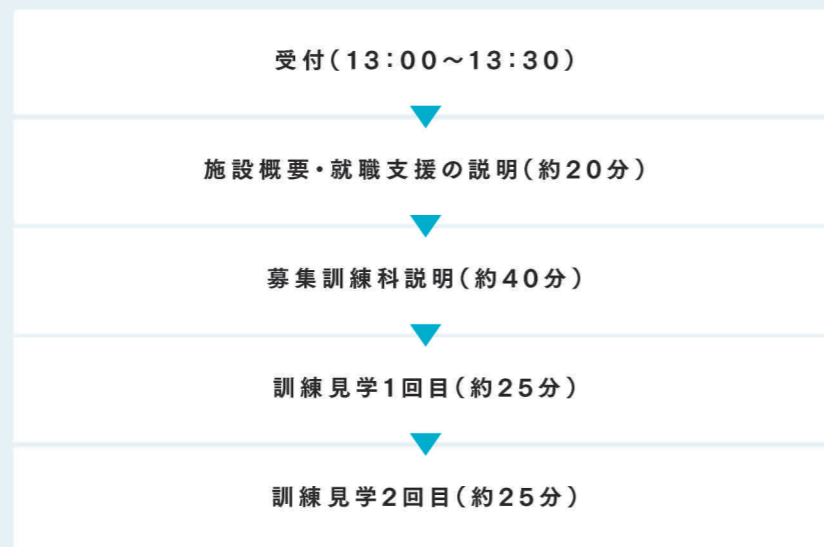 受付(13:00～13:30)
施設概要・就職支援の説明(約20分)
募集訓練科説明(約40分)
訓練見学1回目(約25分)
訓練見学2回目(約25分)